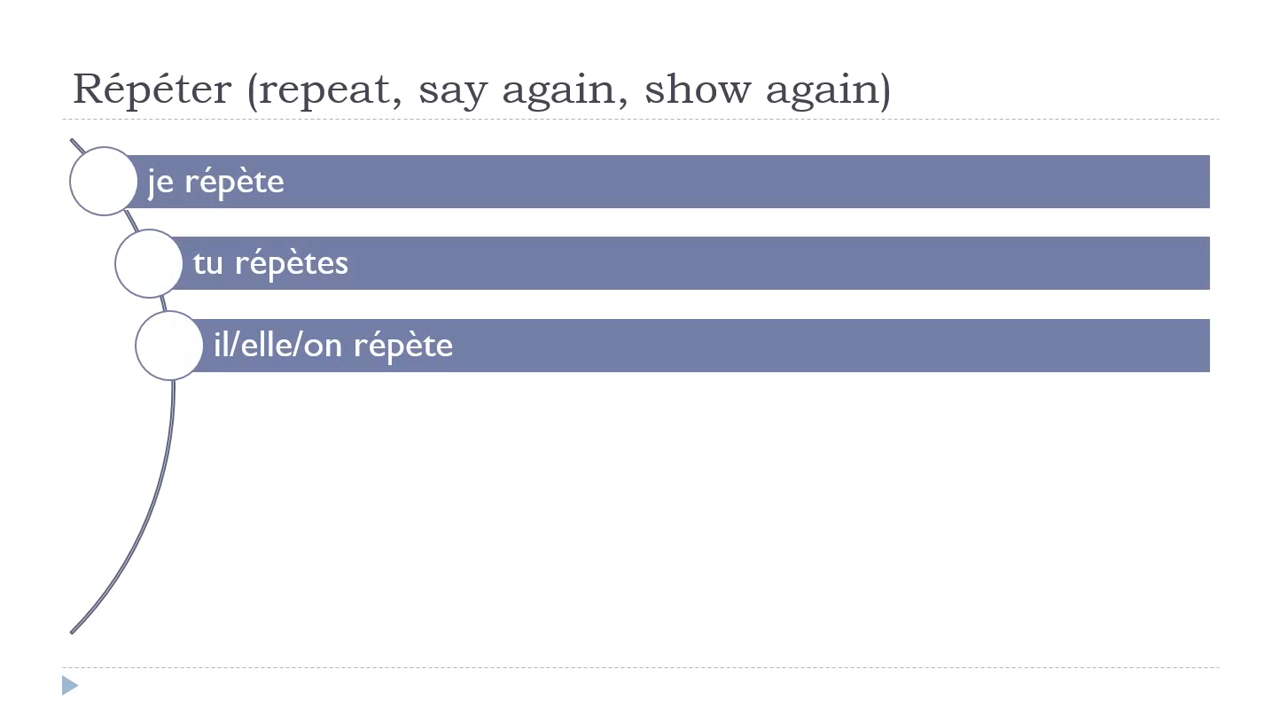 Répéter (repeat, say again, show again)
je répète
tu répètes
il/elle/on répète